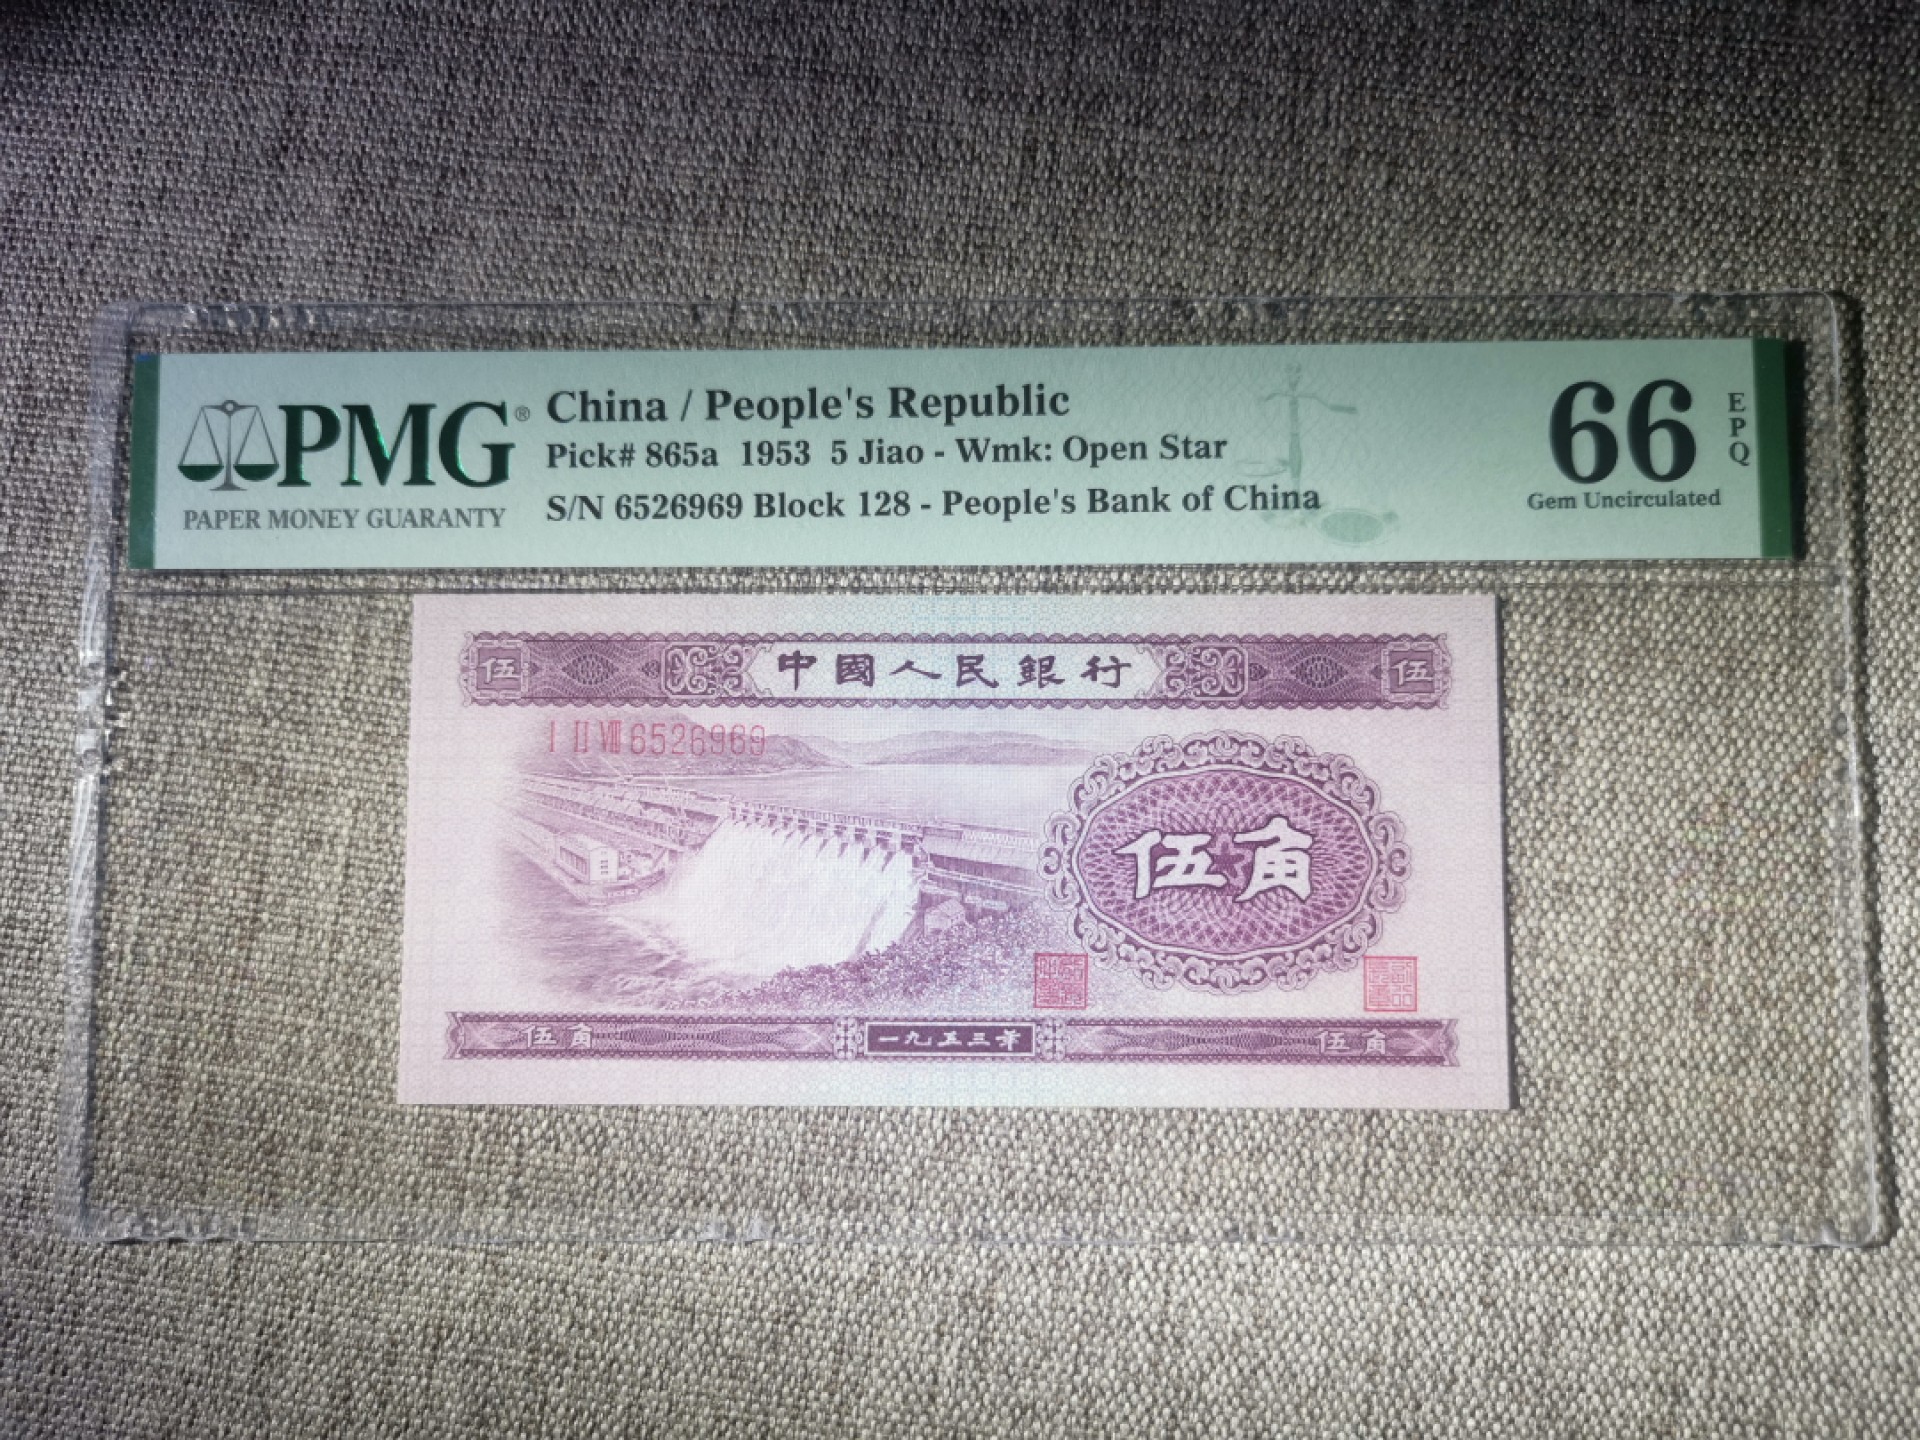 PMG®
PAPER MONEY GUARANTY
China / People's Republic
Pick# 865a 1953 5 Jiao - Wmk: Open Star
S/N 6526969 Block 128 - People's Bank of China
66
EPQ
Gem Uncirculated
伍 中國人民銀行 伍
I II VIII 6526969
伍角
伍角 一九五三年 伍角